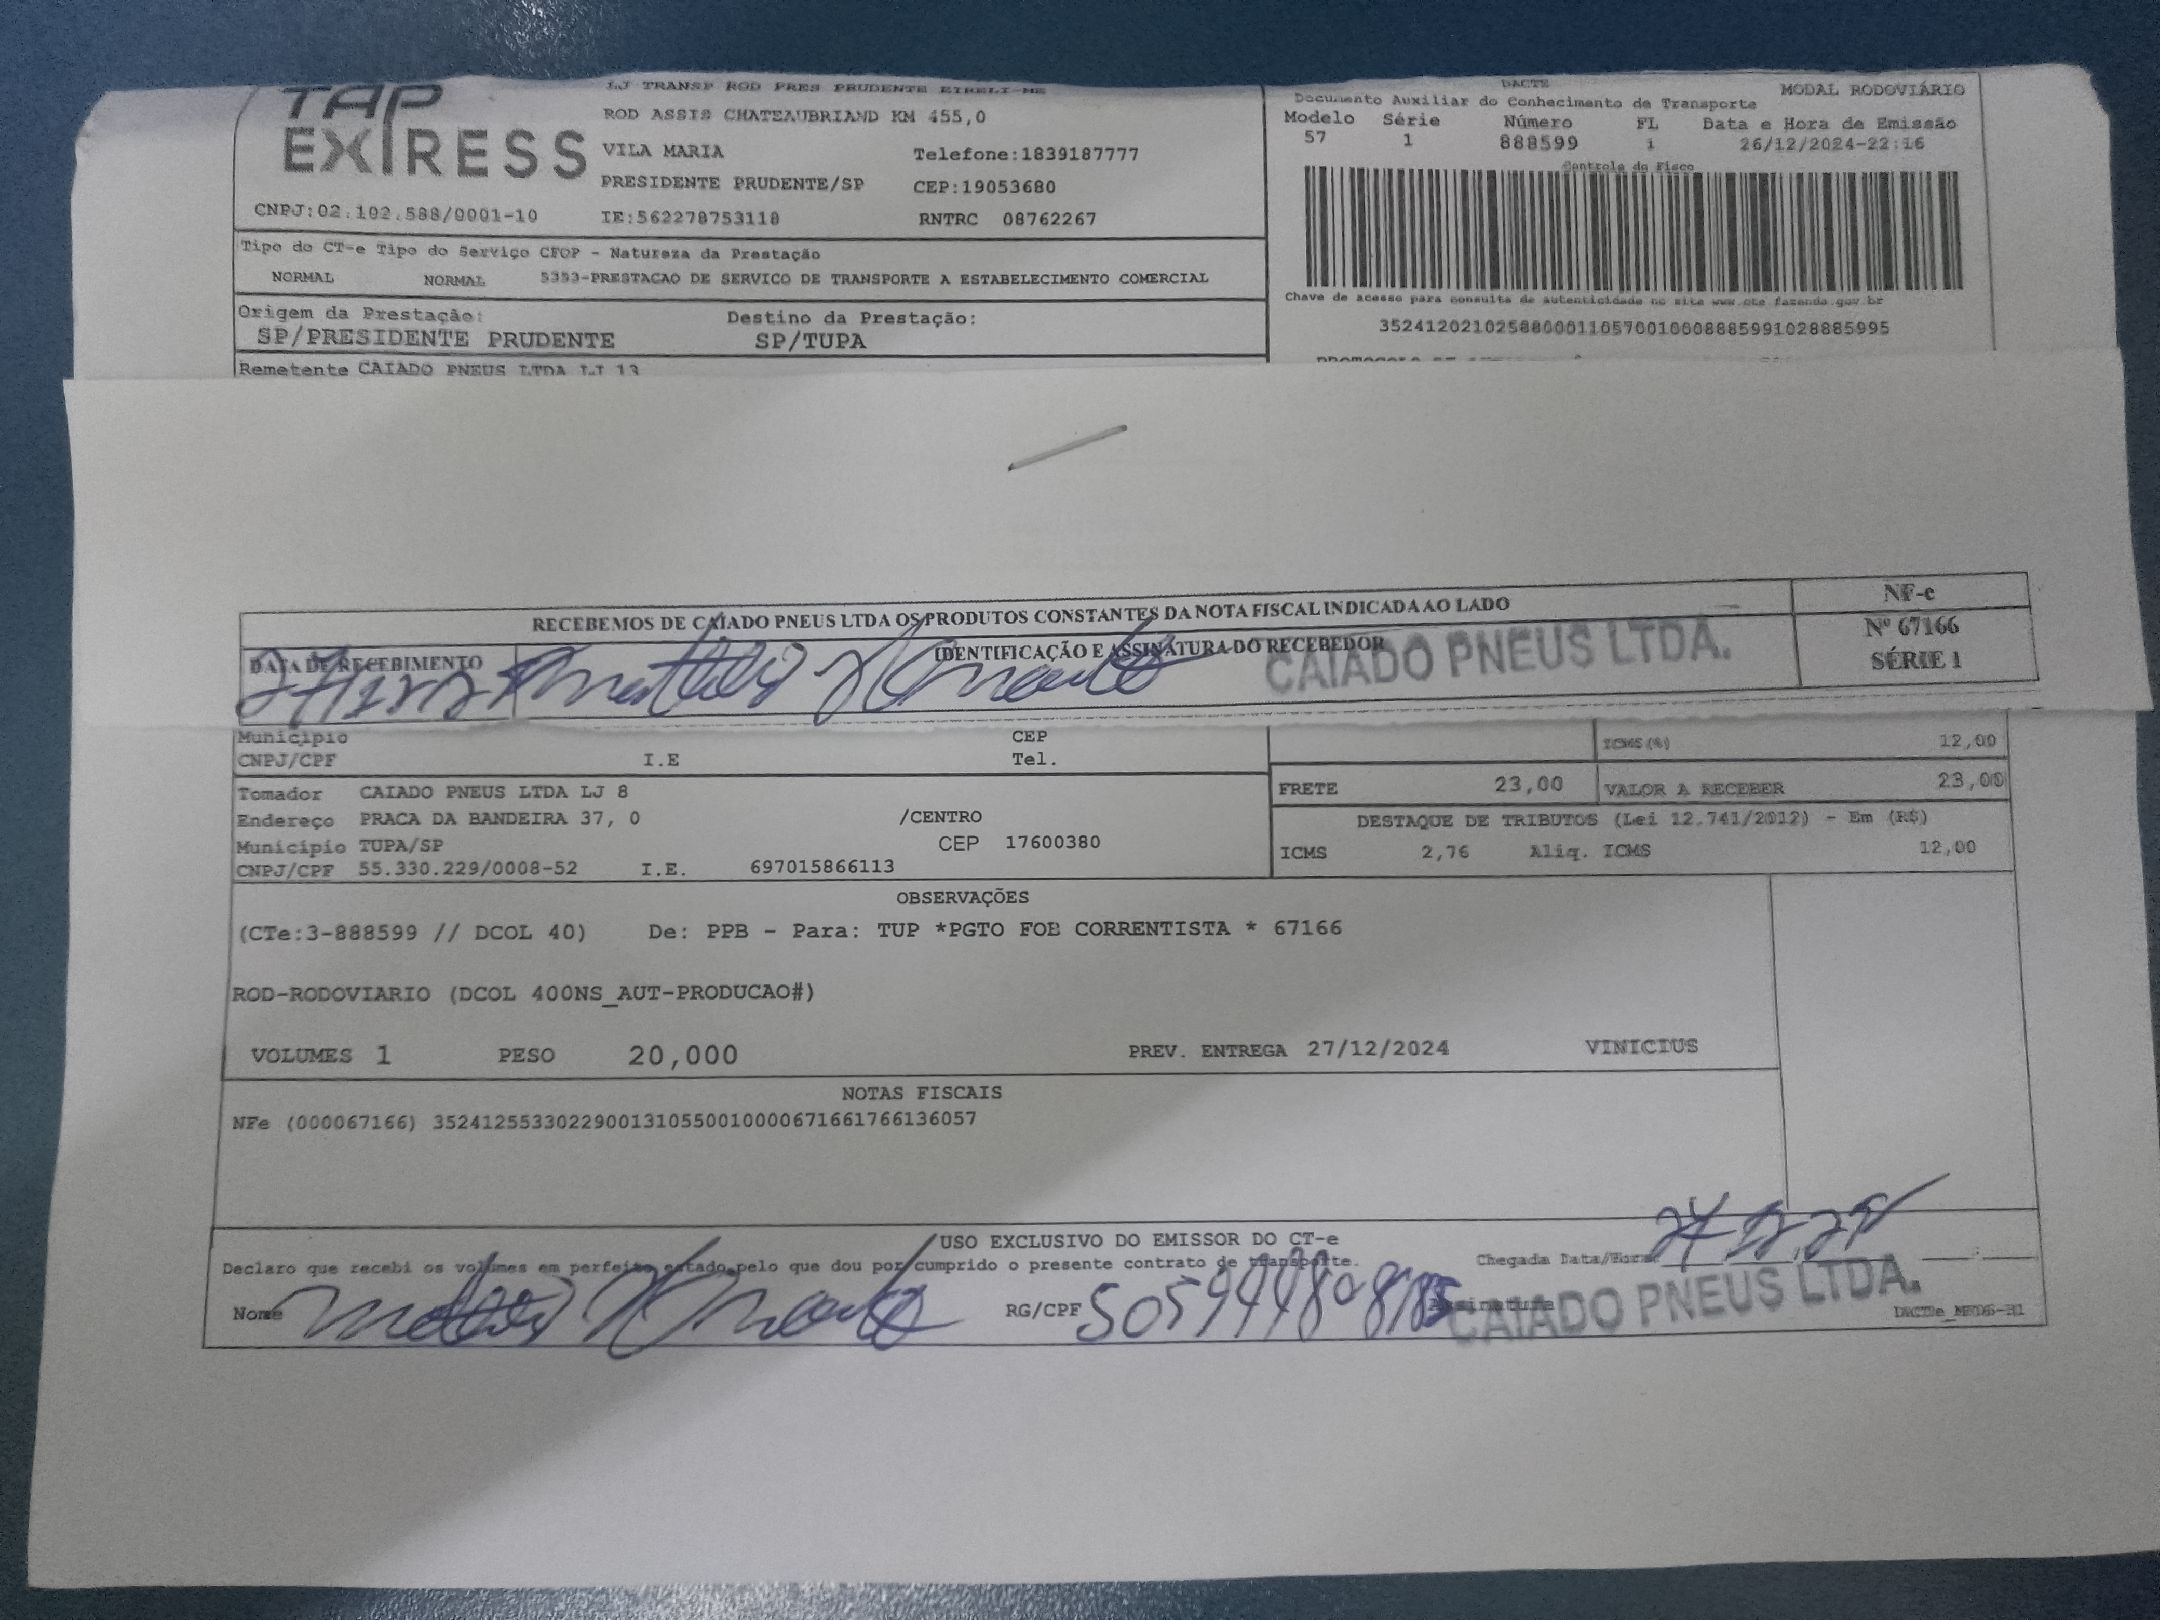 TAP
EXPRESS
LJ TRANSP ROD PRES PRUDENTE EIRELI-ME
ROD ASSIS CHATEAUBRIAND KM 455,0
VILA MARIA Telefone:1839187777
PRESIDENTE PRUDENTE/SP CEP:19053680
CNPJ:02.102.588/0001-10 IE:562278753118 RNTRC 08762267
DACTE MODAL RODOVIÁRIO
Documento Auxiliar do Conhecimento de Transporte
Modelo Série Número FL Data e Hora de Emissão
57 1 888599 1 26/12/2024-22:16
Controle do Fisco
Chave de acesso para consulta de autenticidade no site www.cte.fazenda.gov.br
35241202102588000110570010008885991028885995
Tipo do CT-e Tipo do Serviço CFOP - Natureza da Prestação
NORMAL NORMAL 5353-PRESTACAO DE SERVICO DE TRANSPORTE A ESTABELECIMENTO COMERCIAL
Origem da Prestação: Destino da Prestação:
SP/PRESIDENTE PRUDENTE SP/TUPA
Remetente CAIADO PNEUS LTDA LJ 13
RECEBEMOS DE CAIADO PNEUS LTDA OS PRODUTOS CONSTANTES DA NOTA FISCAL INDICADA AO LADO
NF-e
Nº 67166
SÉRIE 1
DATA DE RECEBIMENTO IDENTIFICAÇÃO E ASSINATURA DO RECEBEDOR
CAIADO PNEUS LTDA.
Município CEP
CNPJ/CPF I.E Tel.
ICMS(%) 12,00
FRETE 23,00 VALOR A RECEBER 23,00
Tomador CAIADO PNEUS LTDA LJ 8
Endereço PRACA DA BANDEIRA 37, 0 /CENTRO
Município TUPA/SP CEP 17600380
CNPJ/CPF 55.330.229/0008-52 I.E. 697015866113
DESTAQUE DE TRIBUTOS (Lei 12.741/2012) - Em (R$)
ICMS 2,76 Aliq. ICMS 12,00
OBSERVAÇÕES
(CTe:3-888599 // DCOL 40) De: PPB - Para: TUP *PGTO FOB CORRENTISTA * 67166
ROD-RODOVIARIO (DCOL 400NS_AUT-PRODUCAO#)
VOLUMES 1 PESO 20,000 PREV. ENTREGA 27/12/2024 VINICIUS
NOTAS FISCAIS
NFe (000067166) 35241255330229001310550010000671661766136057
USO EXCLUSIVO DO EMISSOR DO CT-e
Declaro que recebi os volumes em perfeito estado pelo que dou por cumprido o presente contrato de transporte.
Chegada Data/Hora
Nome RG/CPF Assinatura
CAIADO PNEUS LTDA.